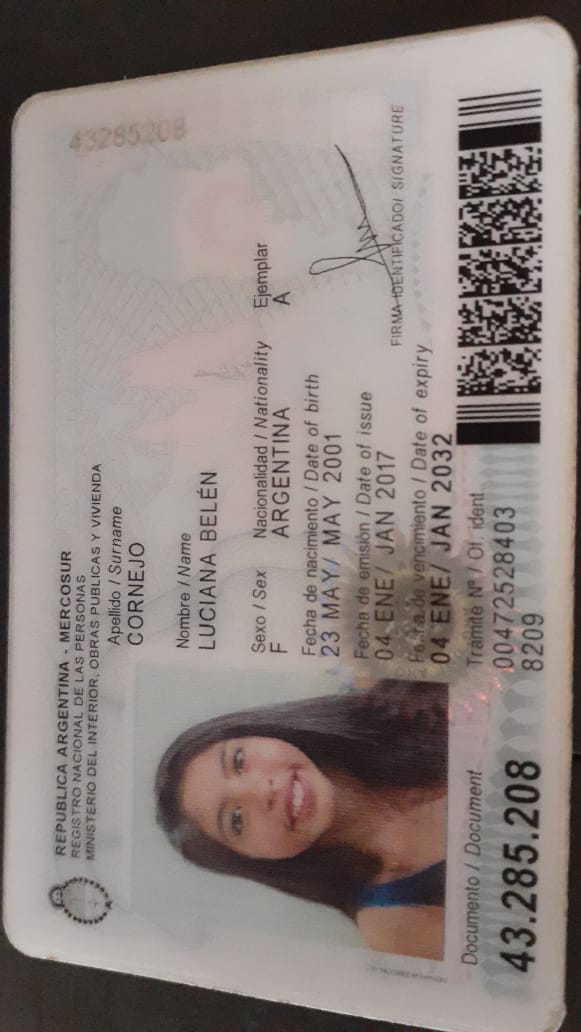 REPUBLICA ARGENTINA - MERCOSUR
REGISTRO NACIONAL DE LAS PERSONAS
MINISTERIO DEL INTERIOR, OBRAS PUBLICAS Y VIVIENDA
43285208
Apellido / Surname
CORNEJO
Nombre / Name
LUCIANA BELÉN
Sexo / Sex Nacionalidad / Nationality Ejemplar
F ARGENTINA A
Fecha de nacimiento / Date of birth
23 MAY/ MAY 2001
Fecha de emisión / Date of issue
04 ENE/ JAN 2017
Fecha de vencimiento / Date of expiry
04 ENE/ JAN 2032
FIRMA IDENTIFICADO/ SIGNATURE
Documento / Document
43.285.208
Tramite Nº / Of. ident
00472528403
8209